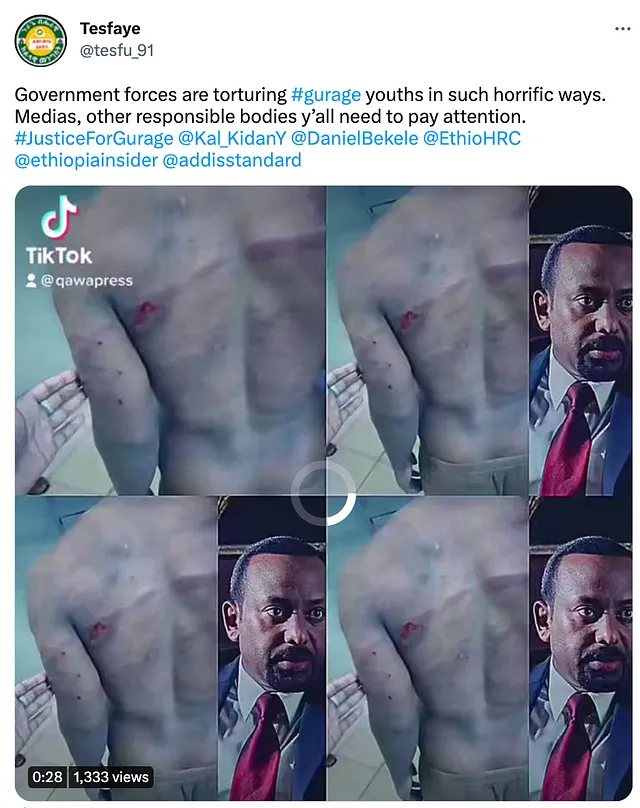 Tesfaye
@tesfu_91
Government forces are torturing #gurage youths in such horrific ways.
Medias, other responsible bodies y’all need to pay attention.
#JusticeForGurage @Kal_KidanY @DanielBekele @EthioHRC
@ethiopiainsider @addisstandard
TikTok
@qawapress
0:28 1,333 views